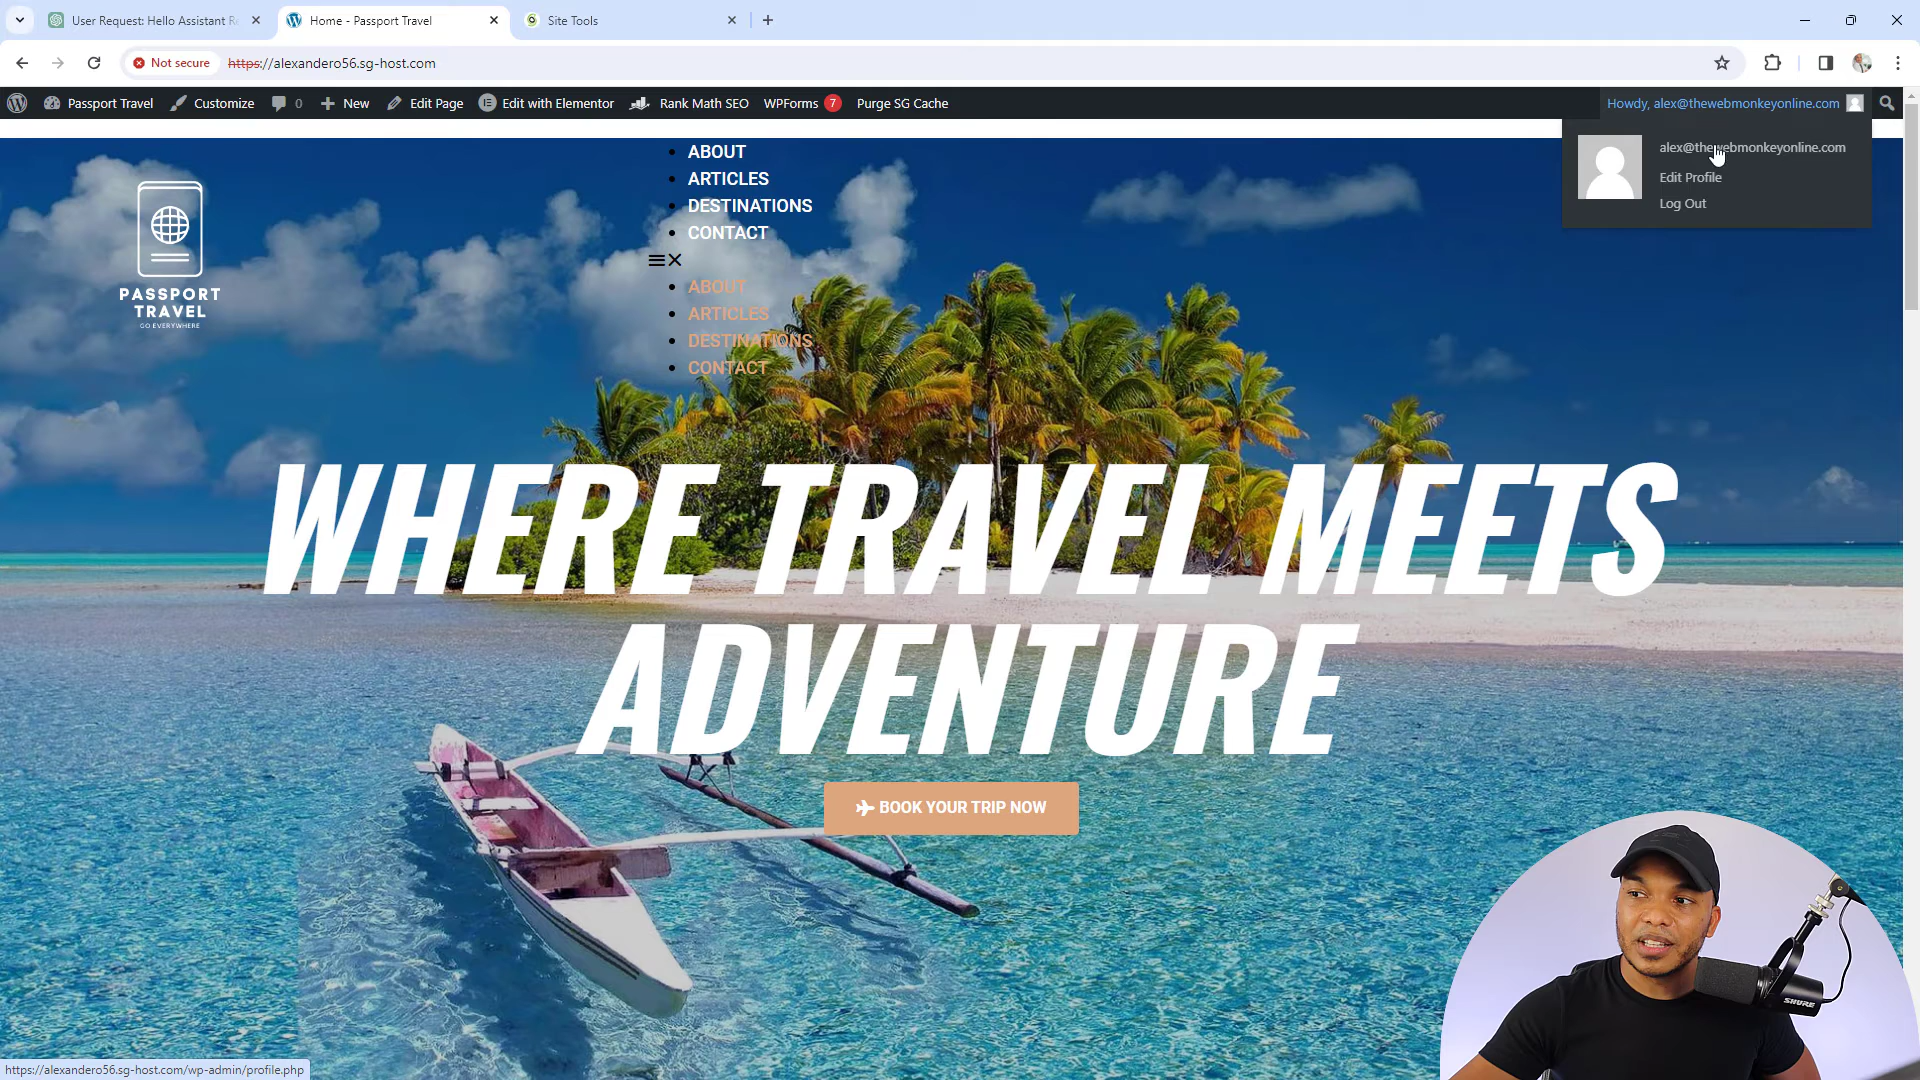 User Request: Hello Assistant R
Home - Passport Travel
Site Tools
Not secure
https://alexandero56.sg-host.com
Passport Travel
Customize
0
New
Edit Page
Edit with Elementor
Rank Math SEO
WPForms 7
Purge SG Cache
Howdy, alex@thewebmonkeyonline.com
alex@thewebmonkeyonline.com
Edit Profile
Log Out
ABOUT
ARTICLES
DESTINATIONS
CONTACT
ABOUT
ARTICLES
DESTINATIONS
CONTACT
PASSPORT
TRAVEL
GO EVERYWHERE
WHERE TRAVEL MEETS
ADVENTURE
BOOK YOUR TRIP NOW
SHURE
https://alexandero56.sg-host.com/wp-admin/profile.php